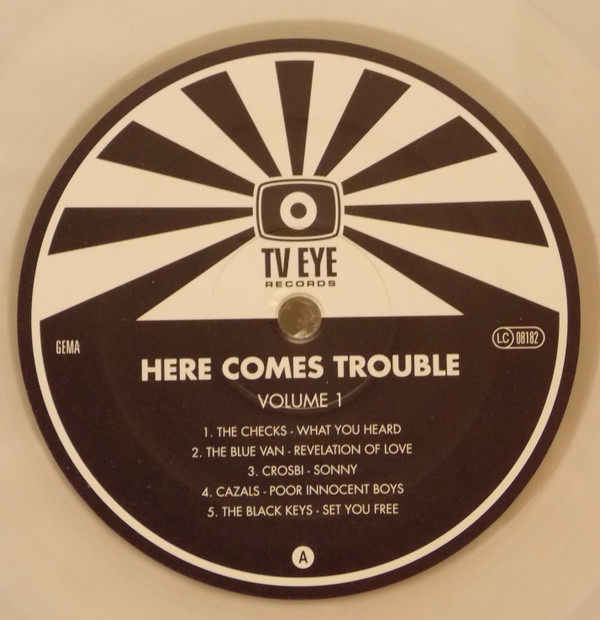 TV EYE
RECORDS
GEMA
LC 08182
HERE COMES TROUBLE
VOLUME 1
1. THE CHECKS - WHAT YOU HEARD
2. THE BLUE VAN - REVELATION OF LOVE
3. CROSBI - SONNY
4. CAZALS - POOR INNOCENT BOYS
5. THE BLACK KEYS - SET YOU FREE
A